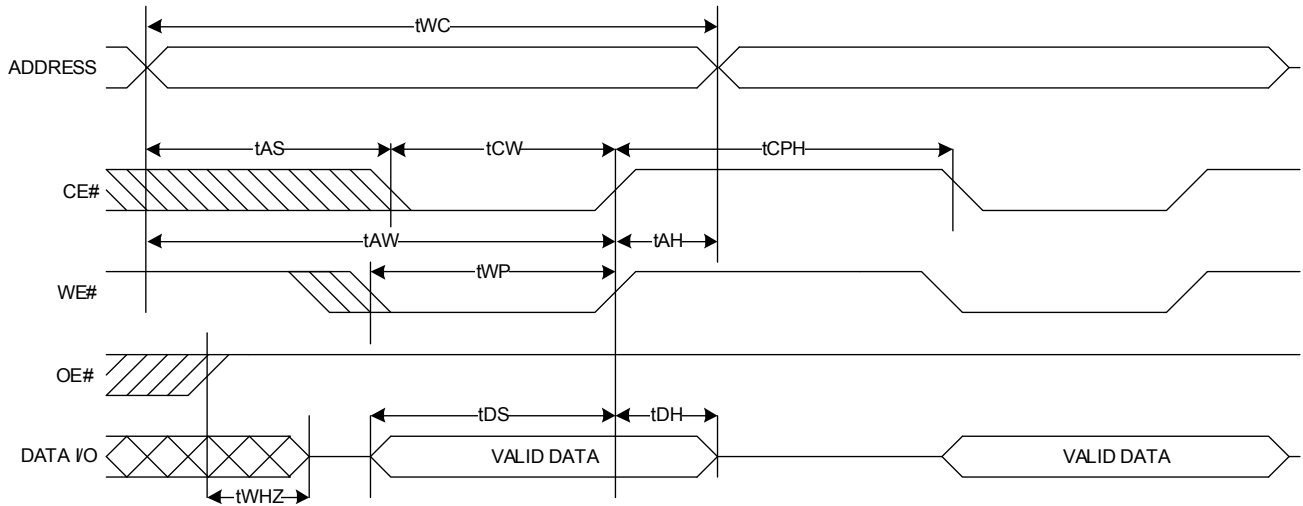 tWC
ADDRESS
tAS tCW tCPH
CE#
tAW tAH
tWP
WE#
OE#
tDS tDH
DATA I/O VALID DATA VALID DATA
tWHZ